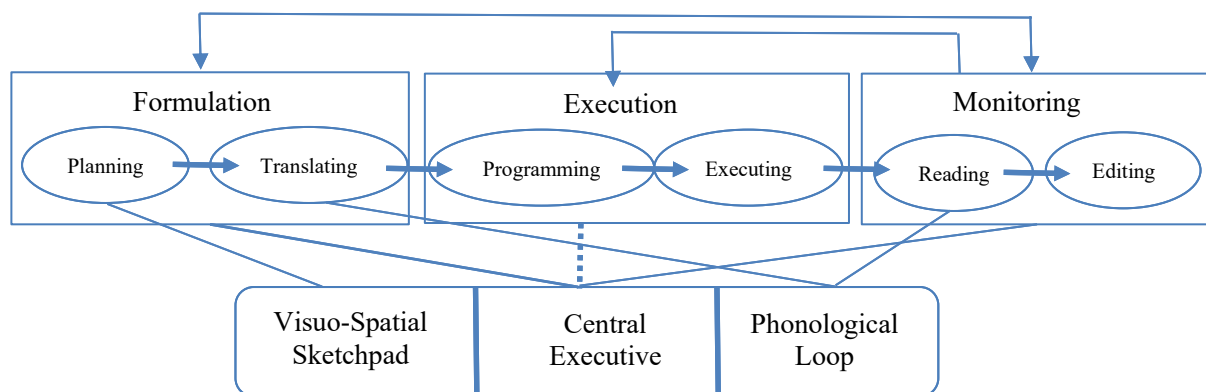 Formulation
Execution
Monitoring
Planning
Translating
Programming
Executing
Reading
Editing
Visuo-Spatial
Sketchpad
Central
Executive
Phonological
Loop